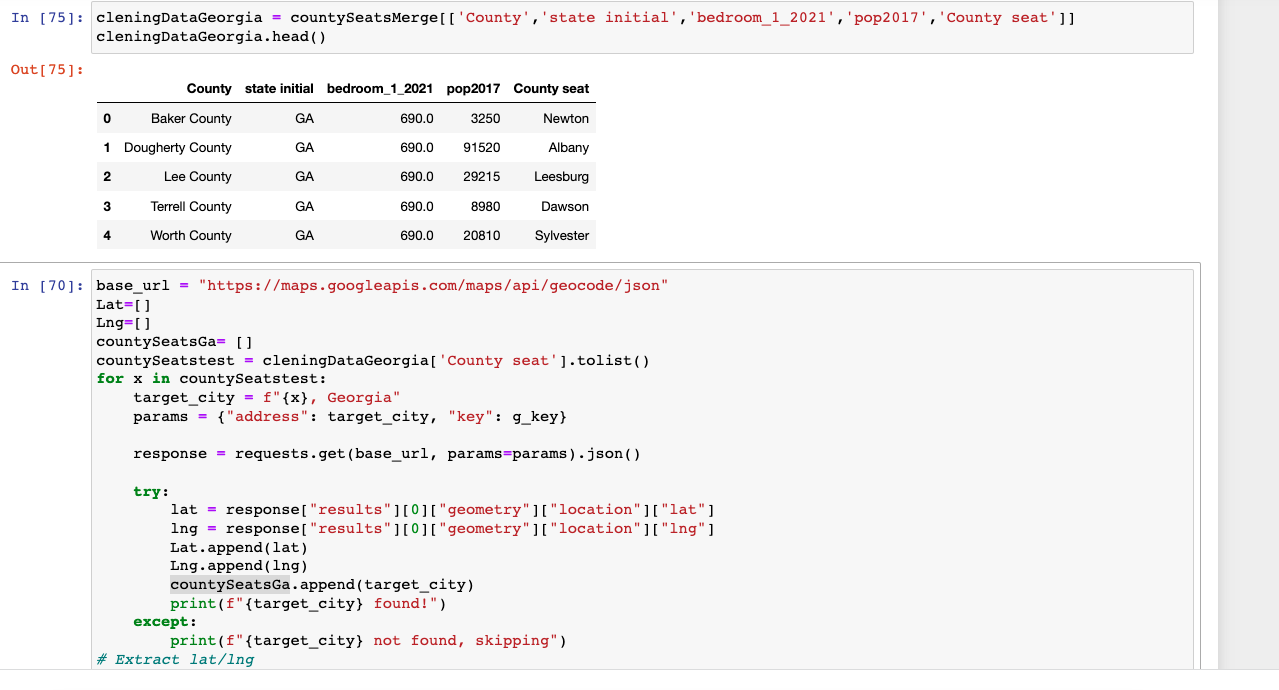 In [75]: cleningDataGeorgia = countySeatsMerge[['County','state initial','bedroom_1_2021','pop2017','County seat']]
cleningDataGeorgia.head()
Out[75]:
County state initial bedroom_1_2021 pop2017 County seat
0 Baker County GA 690.0 3250 Newton
1 Dougherty County GA 690.0 91520 Albany
2 Lee County GA 690.0 29215 Leesburg
3 Terrell County GA 690.0 8980 Dawson
4 Worth County GA 690.0 20810 Sylvester
In [70]: base_url = "https://maps.googleapis.com/maps/api/geocode/json"
Lat=[]
Lng=[]
countySeatsGa= []
countySeatstest = cleningDataGeorgia['County seat'].tolist()
for x in countySeatstest:
    target_city = f"{x}, Georgia"
    params = {"address": target_city, "key": g_key}
    response = requests.get(base_url, params=params).json()
    try:
        lat = response["results"][0]["geometry"]["location"]["lat"]
        lng = response["results"][0]["geometry"]["location"]["lng"]
        Lat.append(lat)
        Lng.append(lng)
        countySeatsGa.append(target_city)
        print(f"{target_city} found!")
    except:
        print(f"{target_city} not found, skipping")
# Extract lat/lng